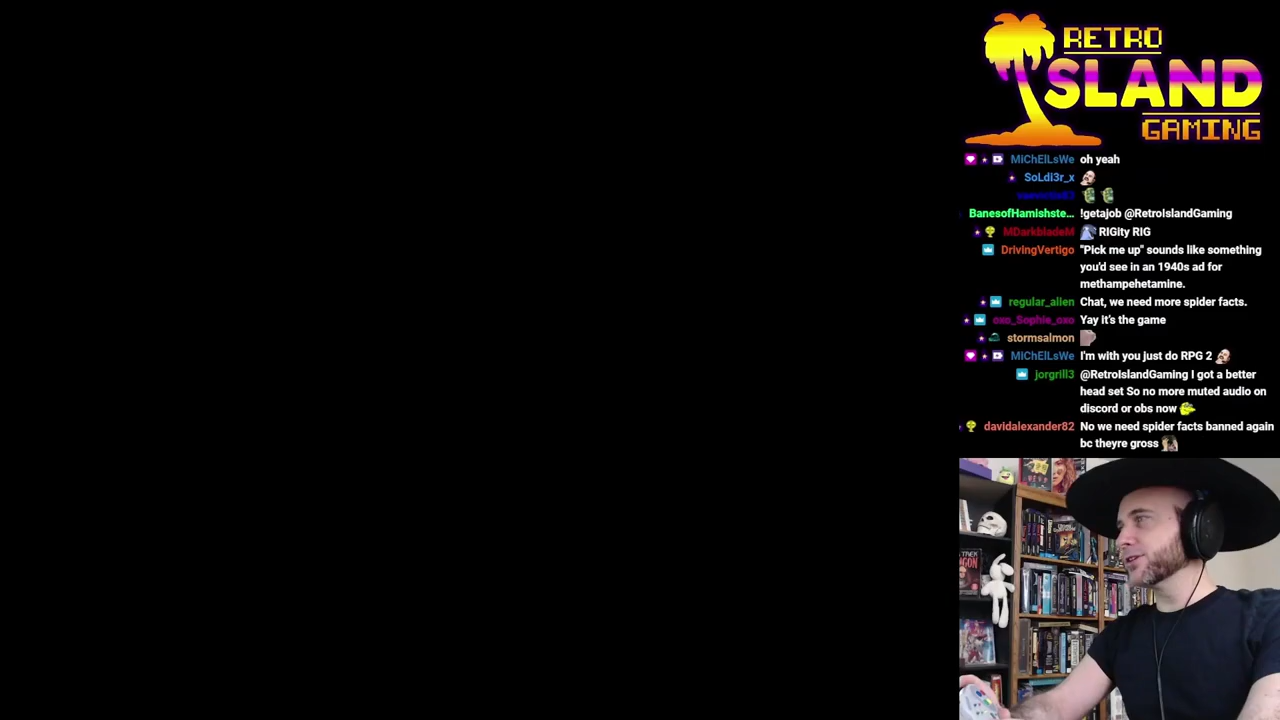 RETRO
ISLAND
GAMING
MiChElLsWe oh yeah
SoLdi3r_x
BanesofHamishste... !getajob @RetroIslandGaming
MDarkbladeM RIGity RIG
DrivingVertigo "Pick me up" sounds like something
you'd see in an 1940s ad for
methampehetamine.
regular_alien Chat, we need more spider facts.
oxo_Sophie_oxo Yay it's the game
stormsalmon
MiChElLsWe I'm with you just do RPG 2
jorgrill3 @RetroIslandGaming I got a better
head set So no more muted audio on
discord or obs now
davidalexander82 No we need spider facts banned again
bc theyre gross